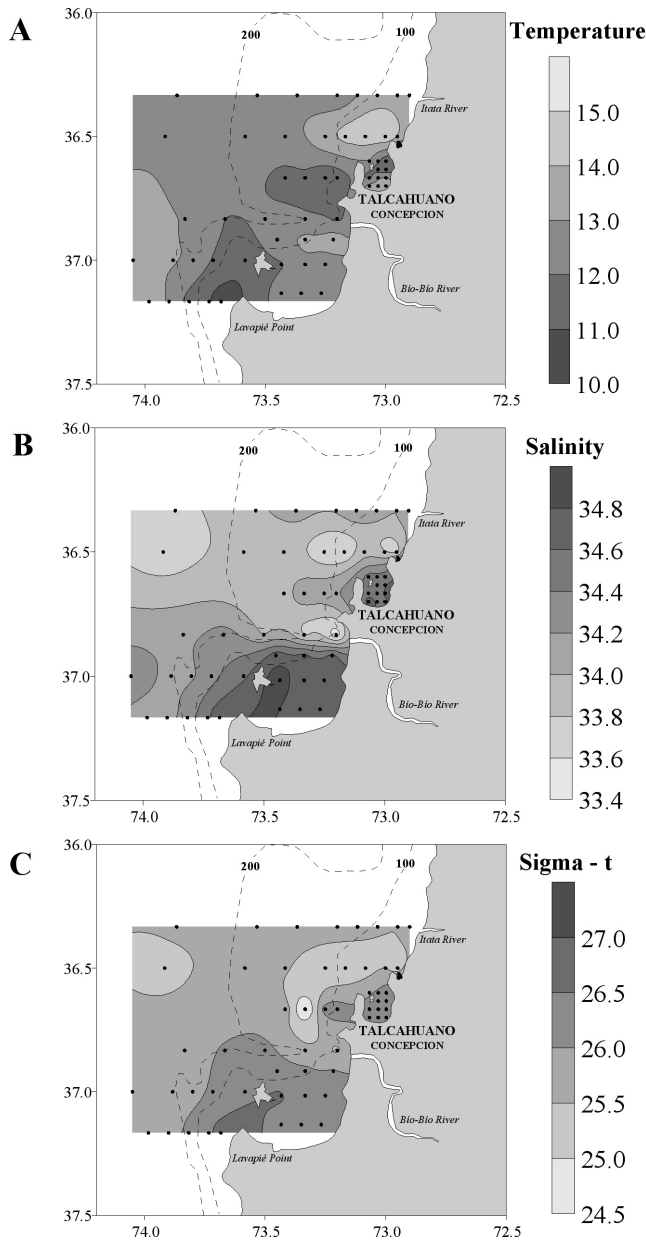 A
Temperature
36.0
36.5
37.0
37.5
74.0
73.5
73.0
72.5
200
100
Itata River
TALCAHUANO
CONCEPCION
Bío-Bío River
Lavapié Point
15.0
14.0
13.0
12.0
11.0
10.0
B
Salinity
36.0
36.5
37.0
37.5
74.0
73.5
73.0
72.5
200
100
Itata River
TALCAHUANO
CONCEPCION
Bío-Bío River
Lavapié Point
34.8
34.6
34.4
34.2
34.0
33.8
33.6
33.4
C
Sigma - t
36.0
36.5
37.0
37.5
74.0
73.5
73.0
72.5
200
100
Itata River
TALCAHUANO
CONCEPCION
Bío-Bío River
Lavapié Point
27.0
26.5
26.0
25.5
25.0
24.5